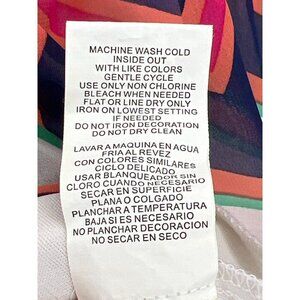 MACHINE WASH COLD
INSIDE OUT
WITH LIKE COLORS
GENTLE CYCLE
USE ONLY NON CHLORINE
BLEACH WHEN NEEDED
FLAT OR LINE DRY ONLY
IRON ON LOWEST SETTING
IF NEEDED
DO NOT IRON DECORATION
DO NOT DRY CLEAN
LAVAR A MAQUINA EN AGUA
FRIA AL REVEZ
CON COLORES SIMILARES
CICLO DELICADO
USAR BLANQUEADOR SIN
CLORO CUANDO NECESARIO
SECAR EN SUPERFICIE
PLANA O COLGADO
PLANCHAR A TEMPERATURA
BAJA SI ES NECESARIO
NO PLANCHAR DECORACION
NO SECAR EN SECO